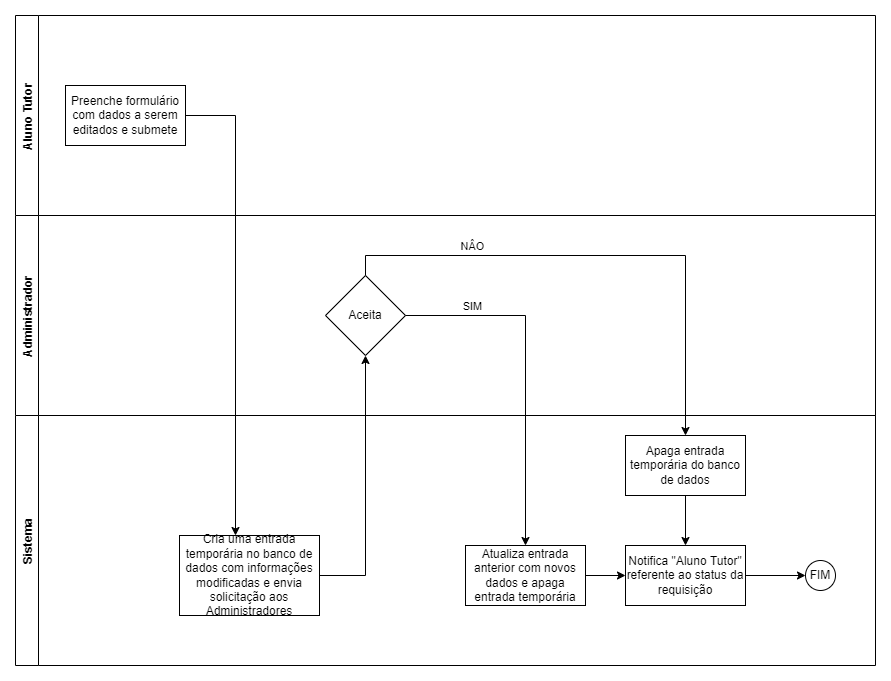 Aluno Tutor
Preenche formulário
com dados a serem
editados e submete
Administrador
NÂO
Aceita
SIM
Sistema
Cria uma entrada
temporária no banco de
dados com informações
modificadas e envia
solicitação aos
Administradores
Atualiza entrada
anterior com novos
dados e apaga
entrada temporária
Apaga entrada
temporária do banco
de dados
Notifica "Aluno Tutor"
referente ao status da
requisição
FIM